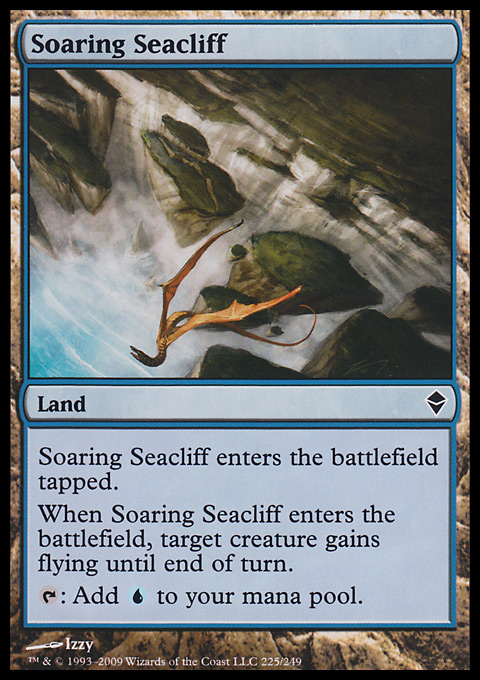 Soaring Seacliff
Land
Soaring Seacliff enters the battlefield
tapped.
When Soaring Seacliff enters the
battlefield, target creature gains
flying until end of turn.
: Add to your mana pool.
Izzy
™ & © 1993–2009 Wizards of the Coast LLC 225/249